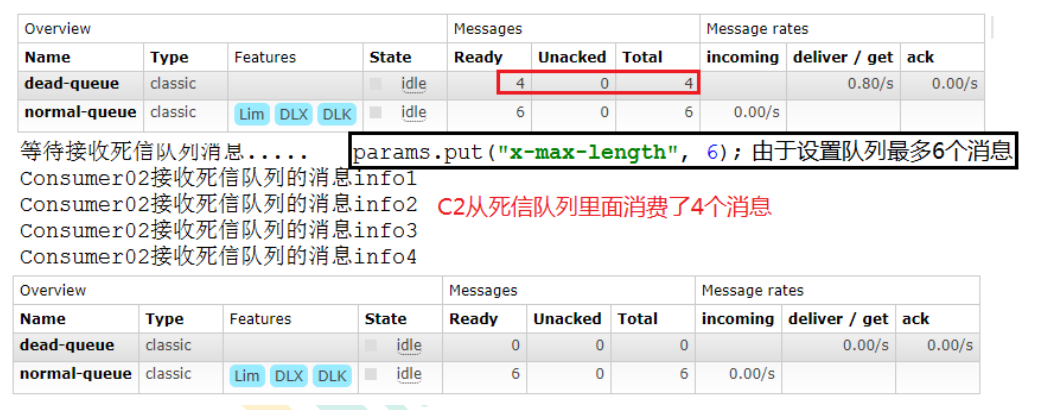 Overview Messages Message rates
Name Type Features State Ready Unacked Total incoming deliver / get ack
dead-queue classic idle 4 0 4 0.80/s 0.00/s
normal-queue classic Lim DLX DLK idle 6 0 6 0.00/s
等待接收死信队列消息..... params.put("x-max-length", 6); 由于设置队列最多6个消息
Consumer02接收死信队列的消息info1
Consumer02接收死信队列的消息info2 C2从死信队列里面消费了4个消息
Consumer02接收死信队列的消息info3
Consumer02接收死信队列的消息info4
Overview Messages Message rates
Name Type Features State Ready Unacked Total incoming deliver / get ack
dead-queue classic idle 0 0 0 0.00/s 0.00/s
normal-queue classic Lim DLX DLK idle 6 0 6 0.00/s